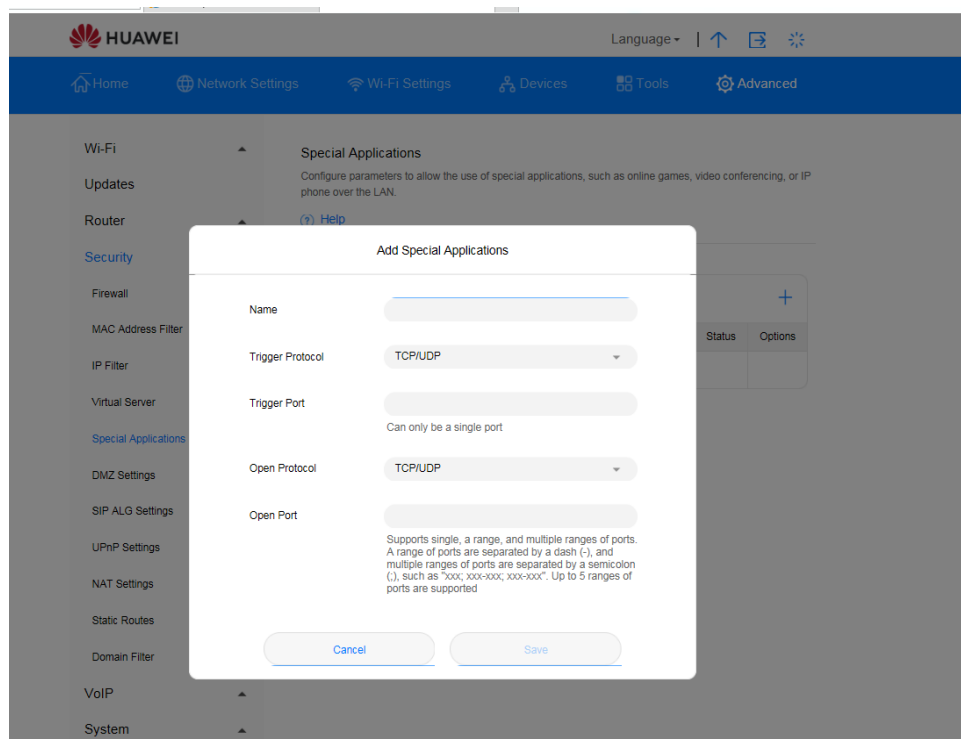 HUAWEI
Language
Home
Network Settings
Wi-Fi Settings
Devices
Tools
Advanced
Wi-Fi
Updates
Router
Security
Firewall
MAC Address Filter
IP Filter
Virtual Server
Special Applications
DMZ Settings
SIP ALG Settings
UPnP Settings
NAT Settings
Static Routes
Domain Filter
VoIP
System
Special Applications
Configure parameters to allow the use of special applications, such as online games, video conferencing, or IP
phone over the LAN.
? Help
Status
Options
Add Special Applications
Name
Trigger Protocol
TCP/UDP
Trigger Port
Can only be a single port
Open Protocol
TCP/UDP
Open Port
Supports single, a range, and multiple ranges of ports.
A range of ports are separated by a dash (-), and
multiple ranges of ports are separated by a semicolon
(;), such as "xxx; xxx-xxx; xxx-xxx". Up to 5 ranges of
ports are supported
Cancel
Save